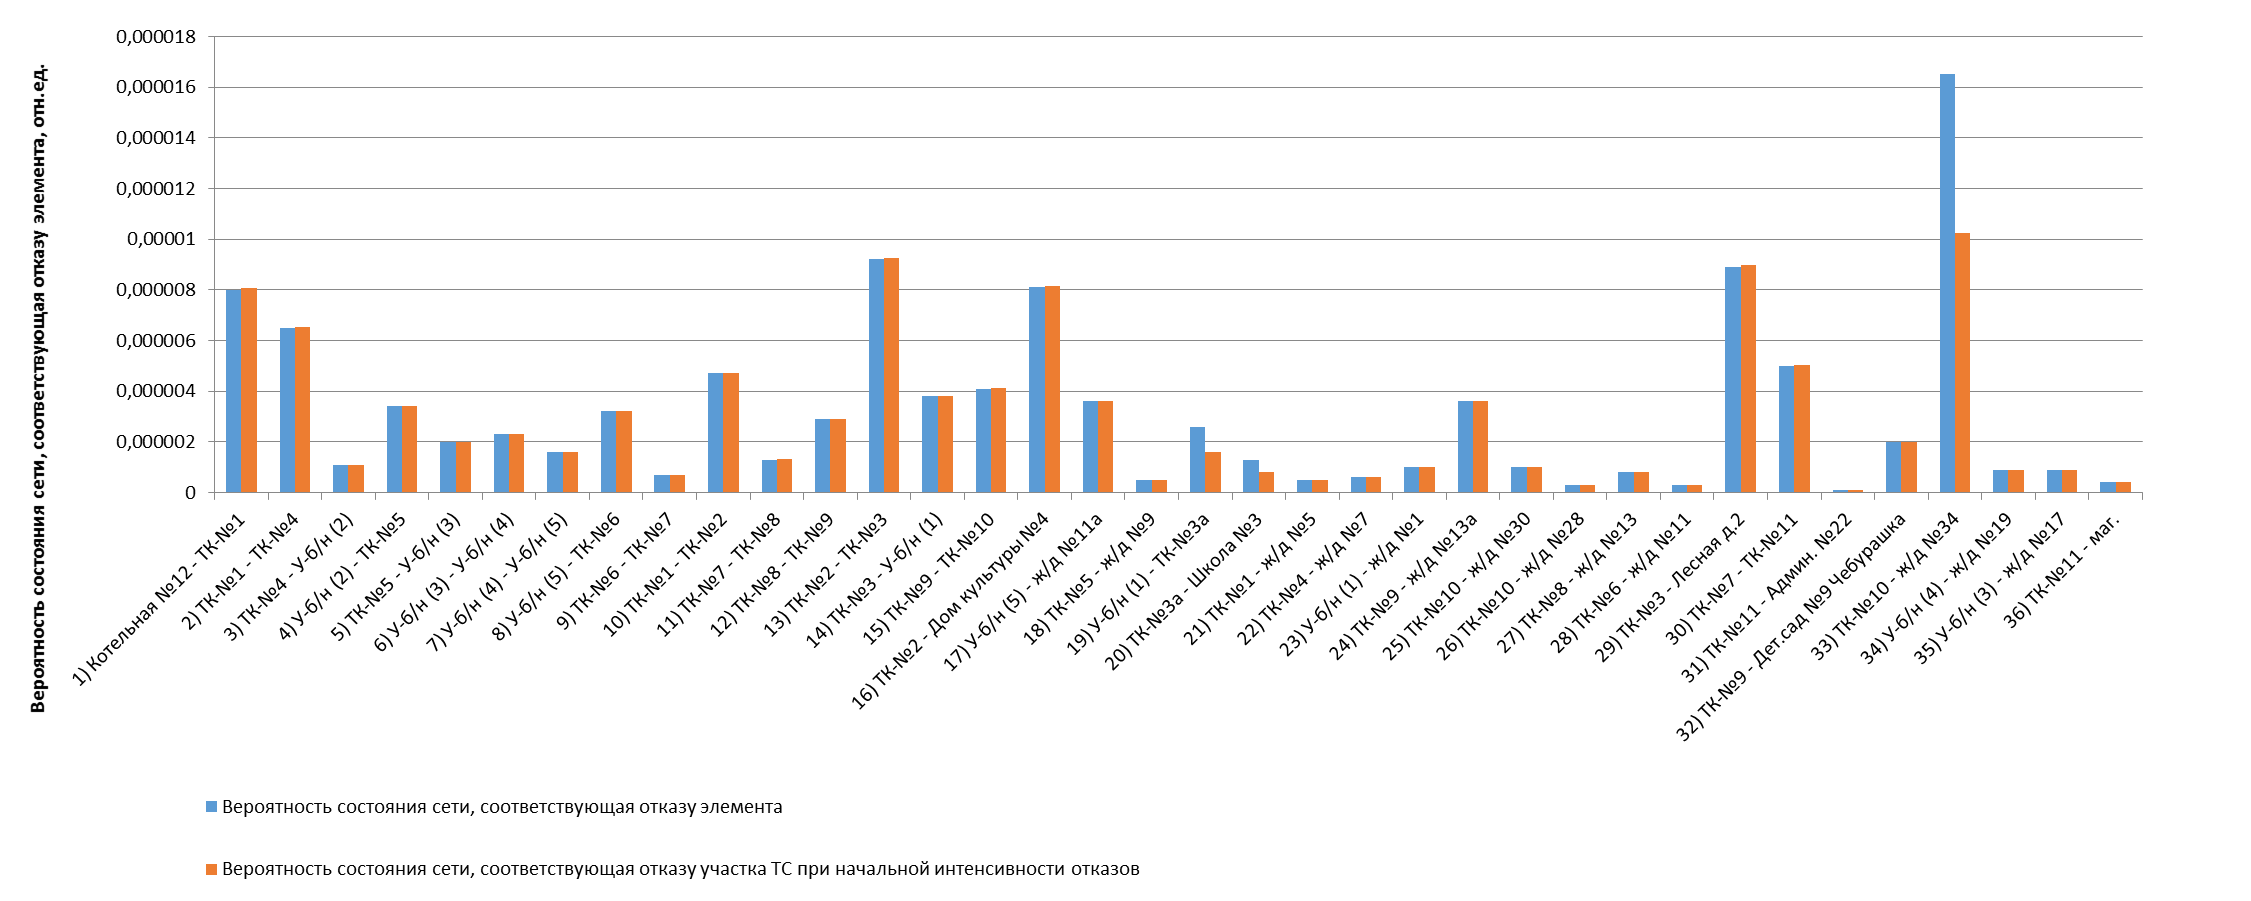 Вероятность состояния сети, соответствующая отказу элемента, отн.ед.
0,000018
0,000016
0,000014
0,000012
0,00001
0,000008
0,000006
0,000004
0,000002
0
1) Котельная №12 - ТК-№1
2) ТК-№1 - ТК-№4
3) ТК-№4 - У-б/н (2)
4) У-б/н (2) - ТК-№5
5) ТК-№5 - У-б/н (3)
6) У-б/н (3) - У-б/н (4)
7) У-б/н (4) - У-б/н (5)
8) У-б/н (5) - ТК-№6
9) ТК-№6 - ТК-№7
10) ТК-№1 - ТК-№2
11) ТК-№7 - ТК-№8
12) ТК-№8 - ТК-№9
13) ТК-№2 - ТК-№3
14) ТК-№3 - У-б/н (1)
15) ТК-№9 - ТК-№10
16) ТК-№2 - Дом культуры №4
17) У-б/н (5) - ж/д №11а
18) ТК-№5 - ж/д №9
19) У-б/н (1) - ТК-№3а
20) ТК-№3а - Школа №3
21) ТК-№1 - ж/д №5
22) ТК-№4 - ж/д №7
23) У-б/н (1) - ж/д №1
24) ТК-№9 - ж/д №13а
25) ТК-№10 - ж/д №30
26) ТК-№10 - ж/д №28
27) ТК-№8 - ж/д №13
28) ТК-№6 - ж/д №11
29) ТК-№3 - Лесная д.2
30) ТК-№7 - ТК-№11
31) ТК-№11 - Админ. №22
32) ТК-№9 - Дет.сад №9 Чебурашка
33) ТК-№10 - ж/д №34
34) У-б/н (4) - ж/д №19
35) У-б/н (3) - ж/д №17
36) ТК-№11 - маг.
Вероятность состояния сети, соответствующая отказу элемента
Вероятность состояния сети, соответствующая отказу участка ТС при начальной интенсивности отказов